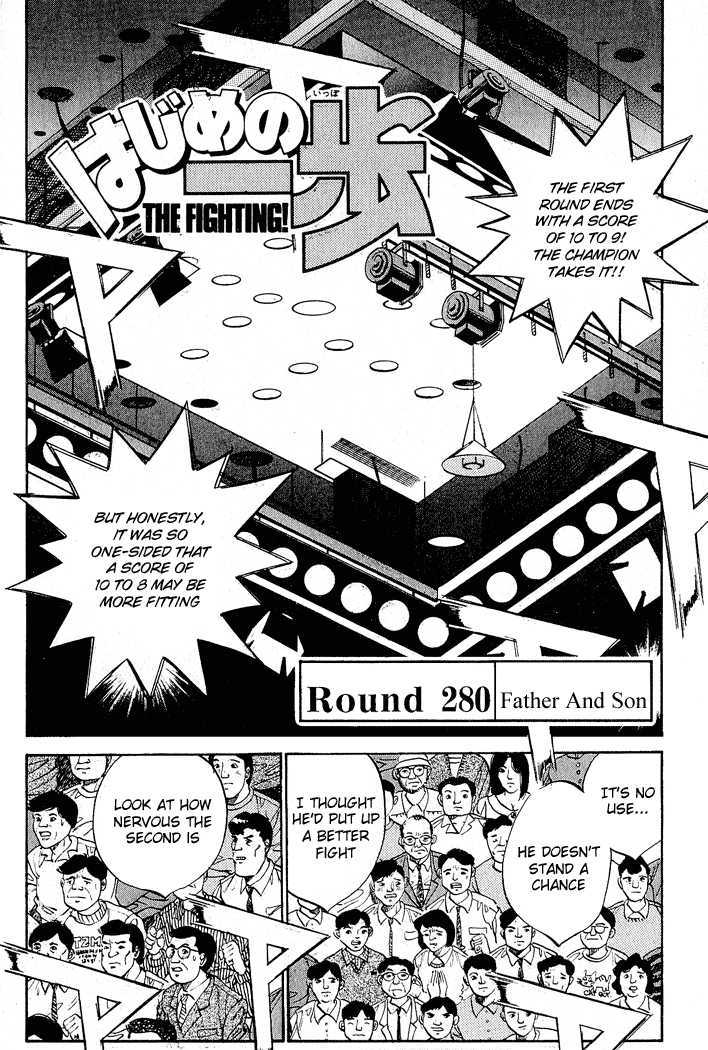 いっぽ
はじめの一歩
THE FIGHTING!
THE FIRST
ROUND ENDS
WITH A SCORE
OF 10 TO 9!
THE CHAMPION
TAKES IT!!
BUT HONESTLY,
IT WAS SO
ONE-SIDED THAT
A SCORE OF
10 TO 8 MAY BE
MORE FITTING
Round 280
Father And Son
IT'S NO
USE...
HE DOESN'T
STAND A
CHANCE
I THOUGHT
HE'D PUT UP
A BETTER
FIGHT
LOOK AT HOW
NERVOUS THE
SECOND IS